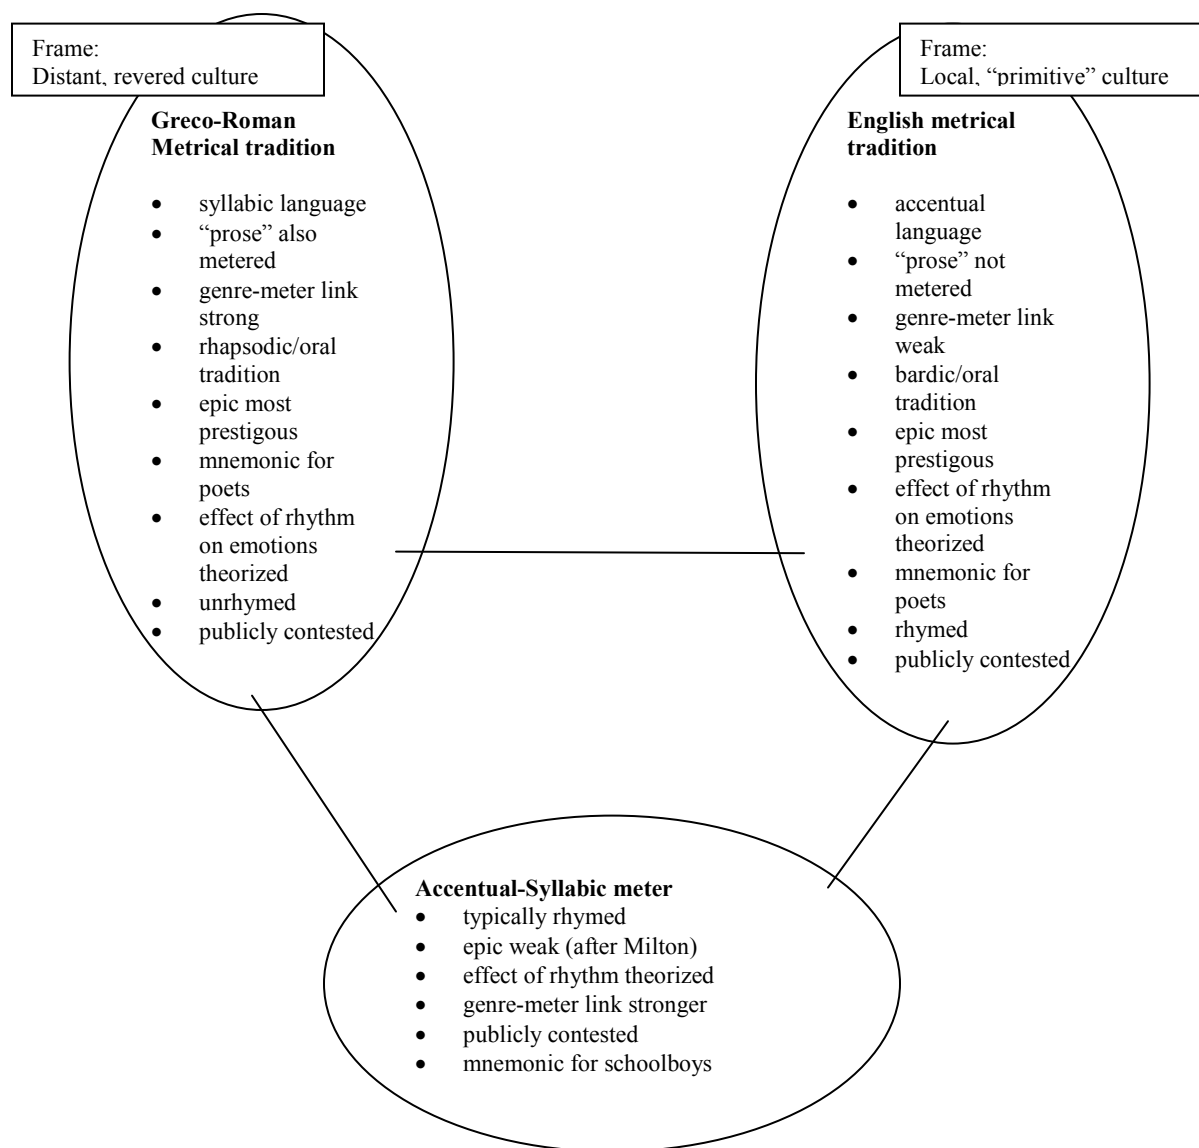 Frame:
Distant, revered culture
Greco-Roman
Metrical tradition
• syllabic language
• “prose” also
metered
• genre-meter link
strong
• rhapsodic/oral
tradition
• epic most
prestigous
• mnemonic for
poets
• effect of rhythm
on emotions
theorized
• unrhymed
• publicly contested
Frame:
Local, “primitive” culture
English metrical
tradition
• accentual
language
• “prose” not
metered
• genre-meter link
weak
• bardic/oral
tradition
• epic most
prestigous
• effect of rhythm
on emotions
theorized
• mnemonic for
poets
• rhymed
• publicly contested
Accentual-Syllabic meter
• typically rhymed
• epic weak (after Milton)
• effect of rhythm theorized
• genre-meter link stronger
• publicly contested
• mnemonic for schoolboys